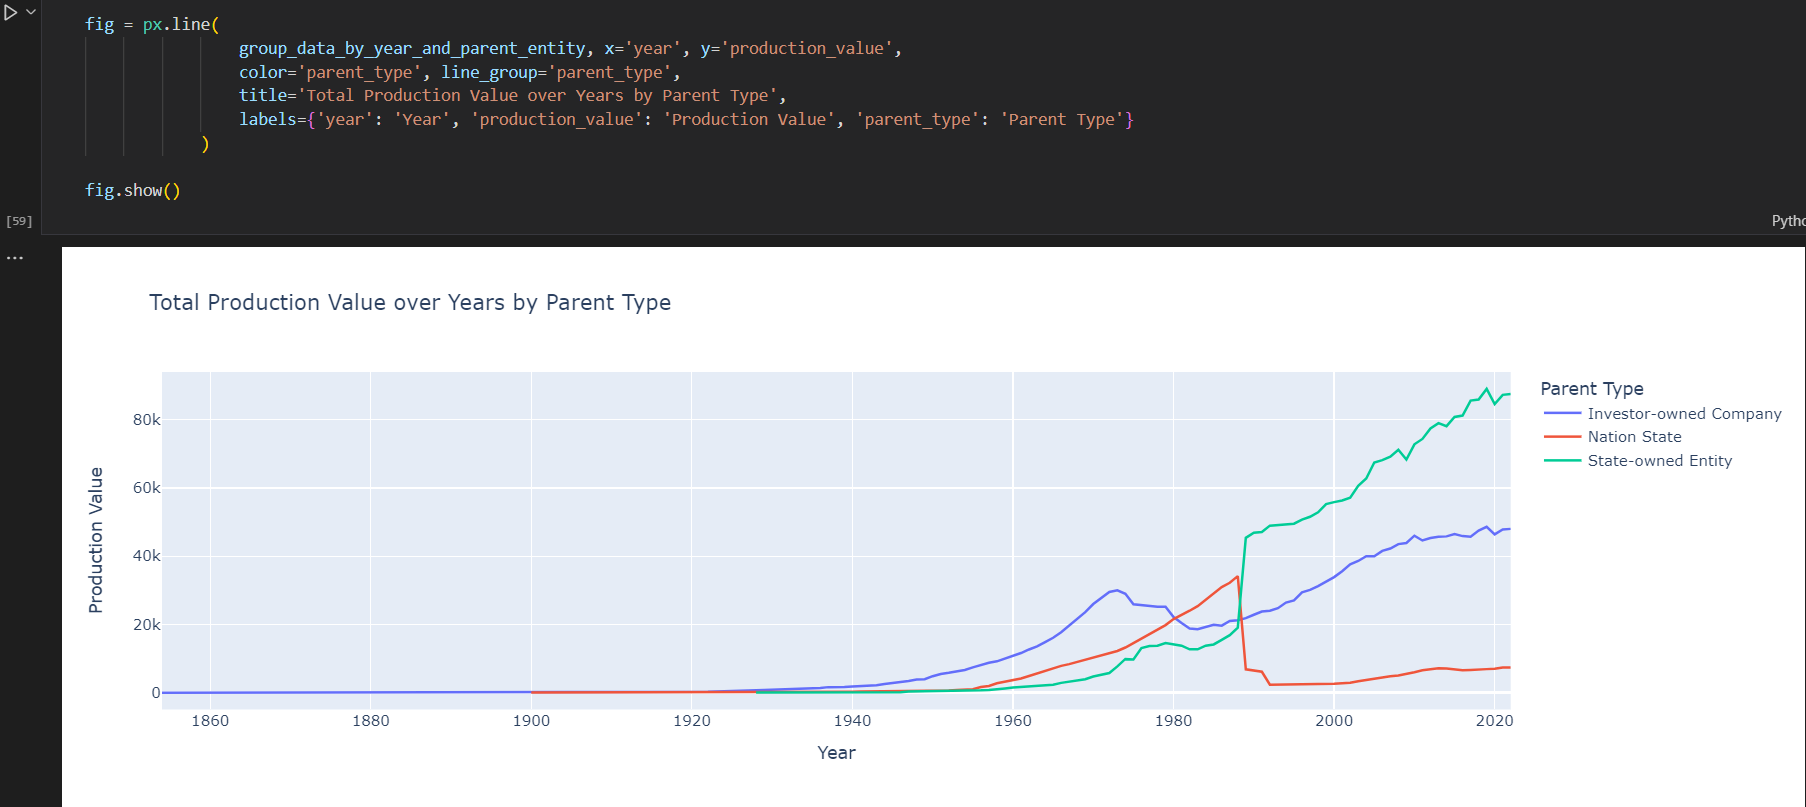 fig = px.line(
group_data_by_year_and_parent_entity, x='year', y='production_value',
color='parent_type', line_group='parent_type',
title='Total Production Value over Years by Parent Type',
labels={'year': 'Year', 'production_value': 'Production Value', 'parent_type': 'Parent Type'}
)
fig.show()
[59]
Pytho
...
Total Production Value over Years by Parent Type
Parent Type
Investor-owned Company
Nation State
State-owned Entity
Production Value
80k
60k
40k
20k
0
1860 1880 1900 1920 1940 1960 1980 2000 2020
Year